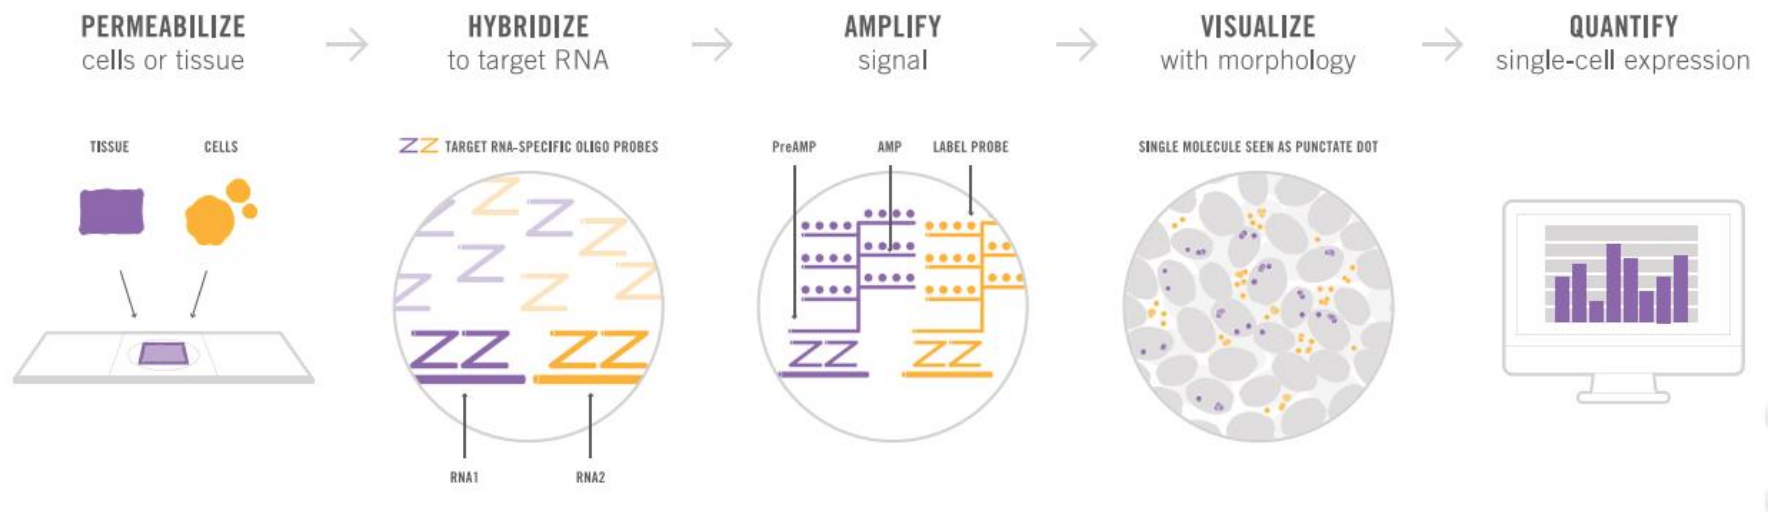 PERMEABILIZE
cells or tissue
HYBRIDIZE
to target RNA
AMPLIFY
signal
VISUALIZE
with morphology
QUANTIFY
single-cell expression
TISSUE
CELLS
TARGET RNA-SPECIFIC OLIGO PROBES
RNA1
RNA2
PreAMP
AMP
LABEL PROBE
SINGLE MOLECULE SEEN AS PUNCTATE DOT